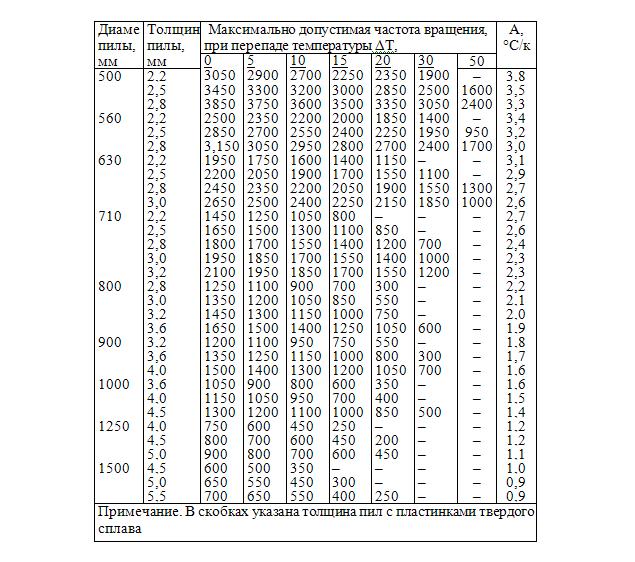 Диаме Толщин Максимально допустимая частота вращения, А,
пилы, пилы, при перепаде температуры ΔТ, °С/к
мм мм 0 5 10 15 20 30 50
500 2.2 3050 2900 2700 2250 2350 1900 – 3.8
2,5 3450 3300 3200 3000 2850 2500 1600 3,5
2,8 3850 3750 3600 3500 3350 3050 2400 3,3
560 2,2 2500 2350 2200 2000 1850 1400 – 3,4
2,5 2850 2700 2550 2400 2250 1950 950 3,2
2,8 3,150 3050 2950 2800 2700 2400 1700 3,0
630 2,2 1950 1750 1600 1400 1150 – – 3,1
2,5 2200 2050 1900 1700 1550 1100 – 2,9
2,8 2450 2350 2200 2050 1900 1550 1300 2,7
3,0 2650 2500 2400 2250 2150 1850 1000 2,6
710 2,2 1450 1250 1050 800 – – – 2,7
2,5 1650 1500 1300 1100 850 – – 2,6
2,8 1800 1700 1550 1400 1200 700 – 2,4
3,0 1950 1850 1700 1550 1400 1000 – 2,3
3,2 2100 1950 1850 1700 1550 1200 – 2,3
800 2,8 1250 1100 900 700 300 – – 2,2
3.0 1350 1200 1050 850 550 – – 2.1
3,2 1450 1300 1150 1000 750 – – 2,0
3.6 1650 1500 1400 1250 1050 600 – 1.9
900 3,2 1200 1100 950 750 550 – – 1.8
3,6 1350 1250 1150 1000 800 300 – 1,7
4.0 1500 1400 1300 1200 1050 700 – 1.6
1000 3.6 1050 900 800 600 350 – – 1.6
4.0 1150 1050 950 700 400 – – 1.5
4.5 1300 1200 1100 1000 850 500 – 1.4
1250 4.0 750 600 450 250 – – – 1.2
4.5 800 700 600 450 200 – – 1.2
5.0 900 800 700 600 450 – – 1.1
1500 4.5 600 500 350 – – – – 1.0
5,0 650 550 450 300 – – – 0,9
5.5 700 650 550 400 250 – – 0.9
Примечание. В скобках указана толщина пил с пластинками твердого
сплава